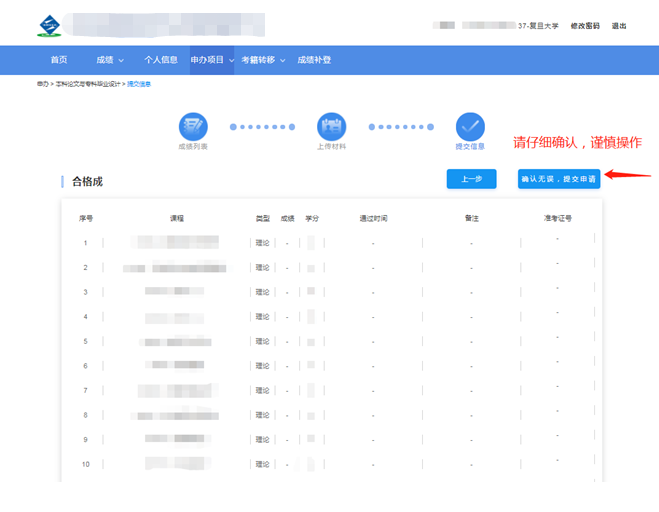 37-复旦大学 修改密码 退出
首页 成绩 个人信息 申办项目 考籍转移 成绩补登
申办 > 本科论文与专科毕业设计 > 提交信息
成绩列表 上传材料 提交信息
请仔细确认，谨慎操作
合格成 上一步 确认无误，提交申请
序号 课程 类型 成绩 学分 通过时间 备注 准考证号
1 理论 - - - -
2 理论 - - - -
3 理论 - - - -
4 理论 - - - -
5 理论 - - - -
6 理论 - - - -
7 理论 - - - -
8 理论 - - - -
9 理论 - - - -
10 理论 - - - -